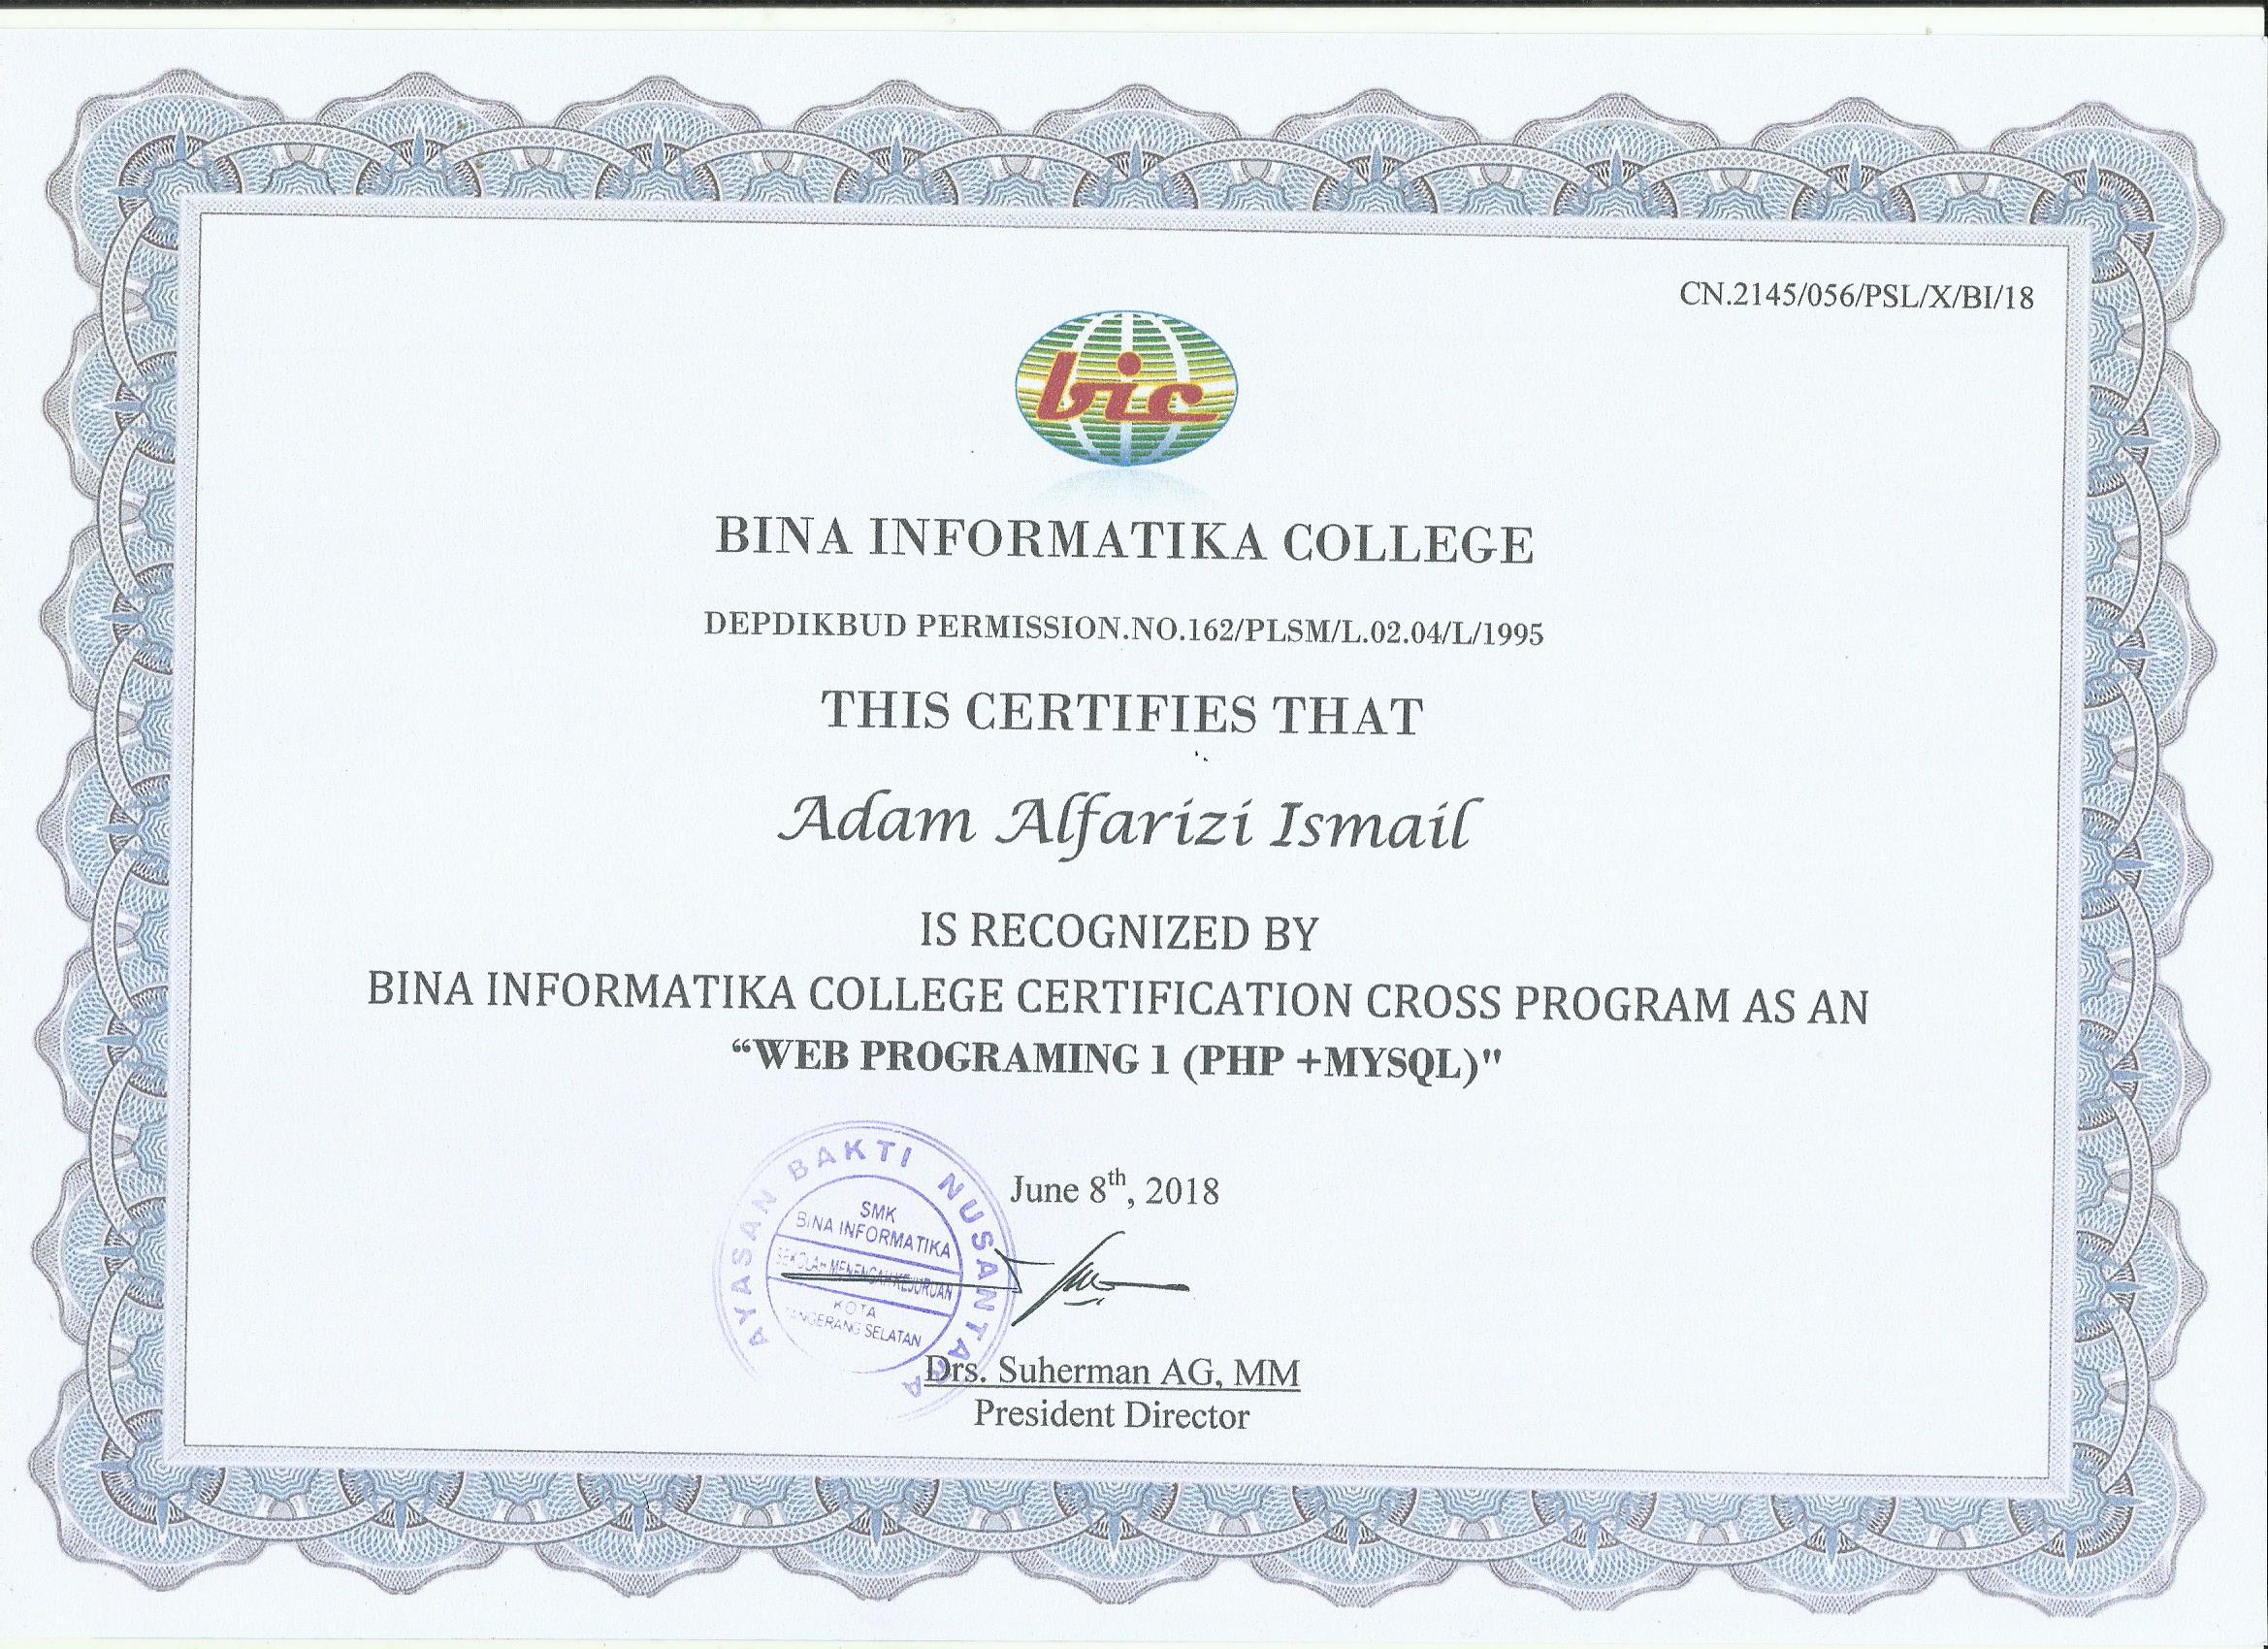 CN.2145/056/PSL/X/BI/18
bic
BINA INFORMATIKA COLLEGE
DEPDIKBUD PERMISSION.NO.162/PLSM/L.02.04/L/1995
THIS CERTIFIES THAT
Adam Alfarizi Ismail
IS RECOGNIZED BY
BINA INFORMATIKA COLLEGE CERTIFICATION CROSS PROGRAM AS AN
“WEB PROGRAMING 1 (PHP +MYSQL)"
June 8th, 2018
YAYASAN BAKTI NUSANTARA
SMK
BINA INFORMATIKA
SEKOLAH MENENGAH KEJURUAN
KOTA
TANGERANG SELATAN
Drs. Suherman AG, MM
President Director